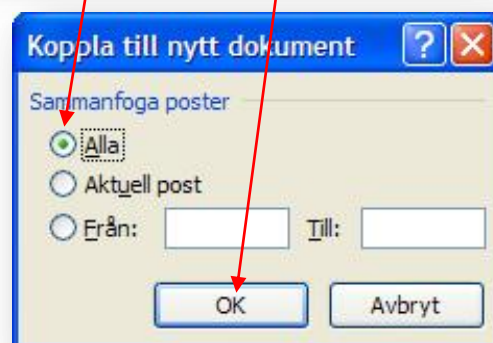 Koppla till nytt dokument
Sammanfoga poster
Alla
Aktuell post
Från: Till:
OK Avbryt